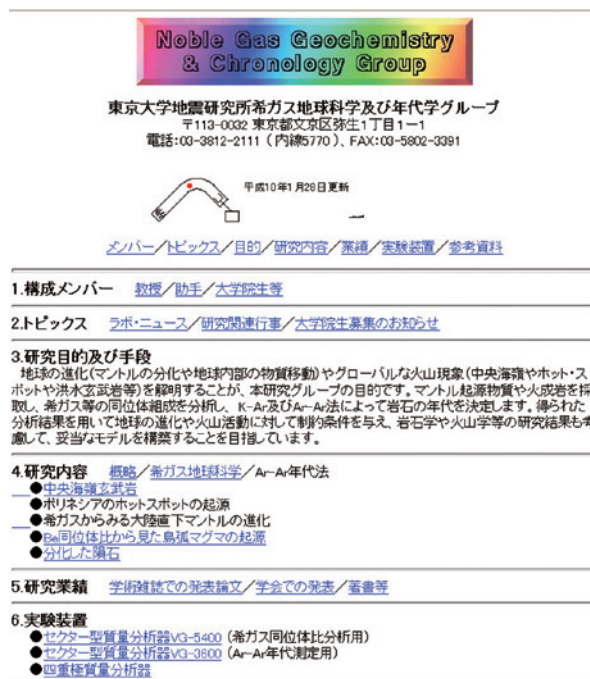 Noble Gas Geochemistry
& Chronology Group
東京大学地震研究所希ガス地球科学及び年代学グループ
〒113-0032 東京都文京区弥生1丁目1-1
電話:03-3812-2111 (内線5770)、FAX:03-5802-3391
平成10年1月28日更新
メンバー/トピックス/目的/研究内容/業績/実験装置/参考資料
1.構成メンバー 教授/助手/大学院生等
2.トピックス ラボ・ニュース/研究関連行事/大学院生募集のお知らせ
3.研究目的及び手段
地球の進化(マントルの分化や地球内部の物質移動)やグローバルな火山現象(中央海嶺やホット・ス
ポットや洪水玄武岩等)を解明することが、本研究グループの目的です。マントル起源物質や火成岩を採
取し、希ガス等の同位体組成を分析し、K-Ar及びAr-Ar法によって岩石の年代を決定します。得られた
分析結果を用いて地球の進化や火山活動に対して制約条件を与え、岩石学や火山学等の研究結果も考
慮して、妥当なモデルを構築することを目指しています。
4.研究内容 概略/希ガス地球科学/Ar-Ar年代法
●中央海嶺玄武岩
●ポリネシアのホットスポットの起源
●希ガスからみる大陸直下マントルの進化
●Be同位体比から見た島弧マグマの起源
●分化した隕石
5.研究業績 学術雑誌での発表論文/学会での発表/著書等
6.実験装置
●セクター型質量分析器VG-5400 (希ガス同位体比分析用)
●セクター型質量分析器VG-3600 (Ar-Ar年代測定用)
●四重極質量分析器